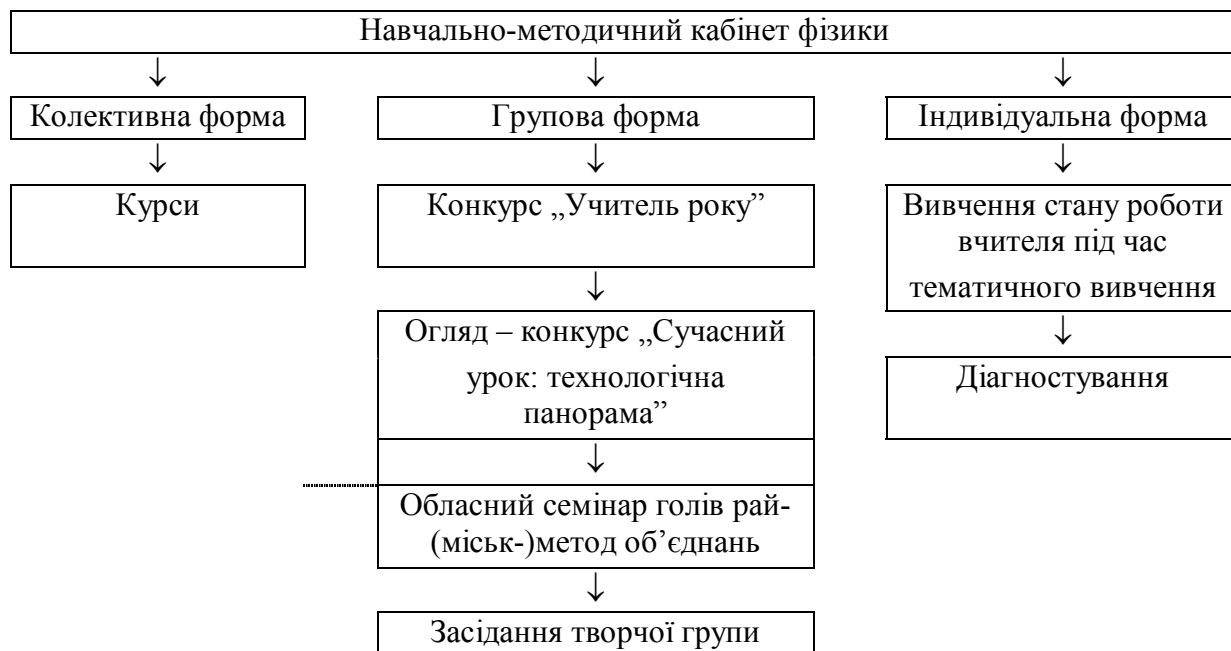 Навчально-методичний кабінет фізики
↓ ↓ ↓
Колективна форма
Групова форма
Індивідуальна форма
↓ ↓ ↓
Курси
Конкурс „Учитель року”
Вивчення стану роботи
вчителя під час
тематичного вивчення
↓
Огляд – конкурс „Сучасний
урок: технологічна
панорама”
↓
Діагностування
↓
Обласний семінар голів рай-
(міськ-)метод об’єднань
↓
Засідання творчої групи